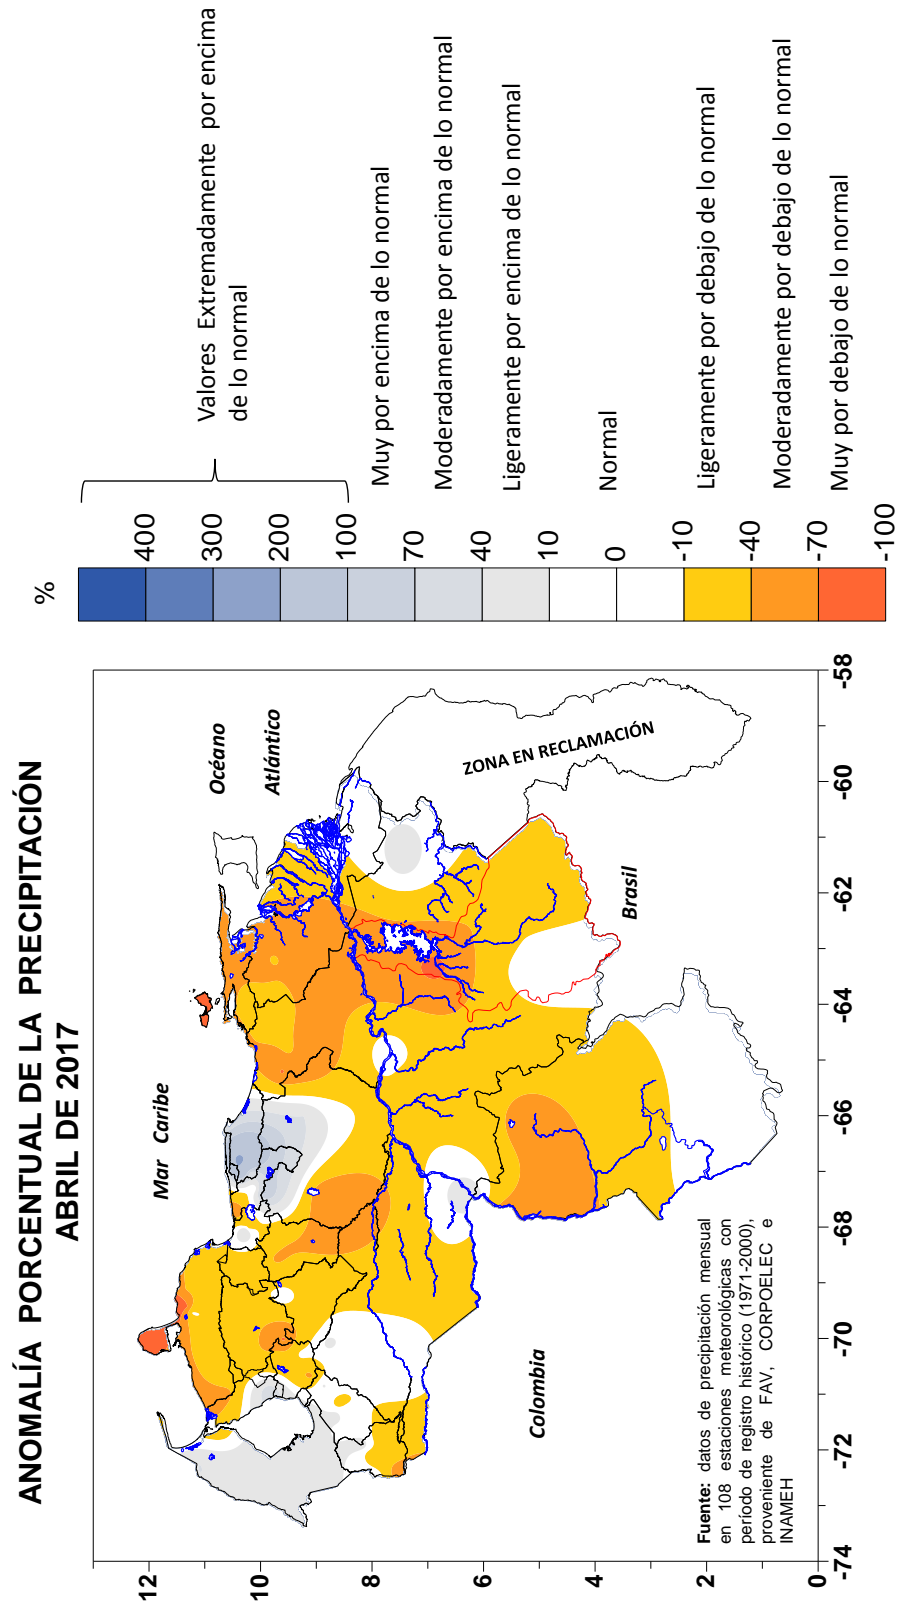 ANOMALÍA PORCENTUAL DE LA PRECIPITACIÓN
ABRIL DE 2017
Mar Caribe
Océano
Atlántico
ZONA EN RECLAMACIÓN
Brasil
Colombia
Fuente: datos de precipitación mensual
en 108 estaciones meteorológicas con
período de registro histórico (1971-2000),
proveniente de FAV, CORPOELEC e
INAMEH
12
10
8
6
4
2
0
-74
-72
-70
-68
-66
-64
-62
-60
-58
%
400
300
200
100
70
40
10
0
-10
-40
-70
-100
Valores Extremadamente por encima
de lo normal
Muy por encima de lo normal
Moderadamente por encima de lo normal
Ligeramente por encima de lo normal
Normal
Ligeramente por debajo de lo normal
Moderadamente por debajo de lo normal
Muy por debajo de lo normal